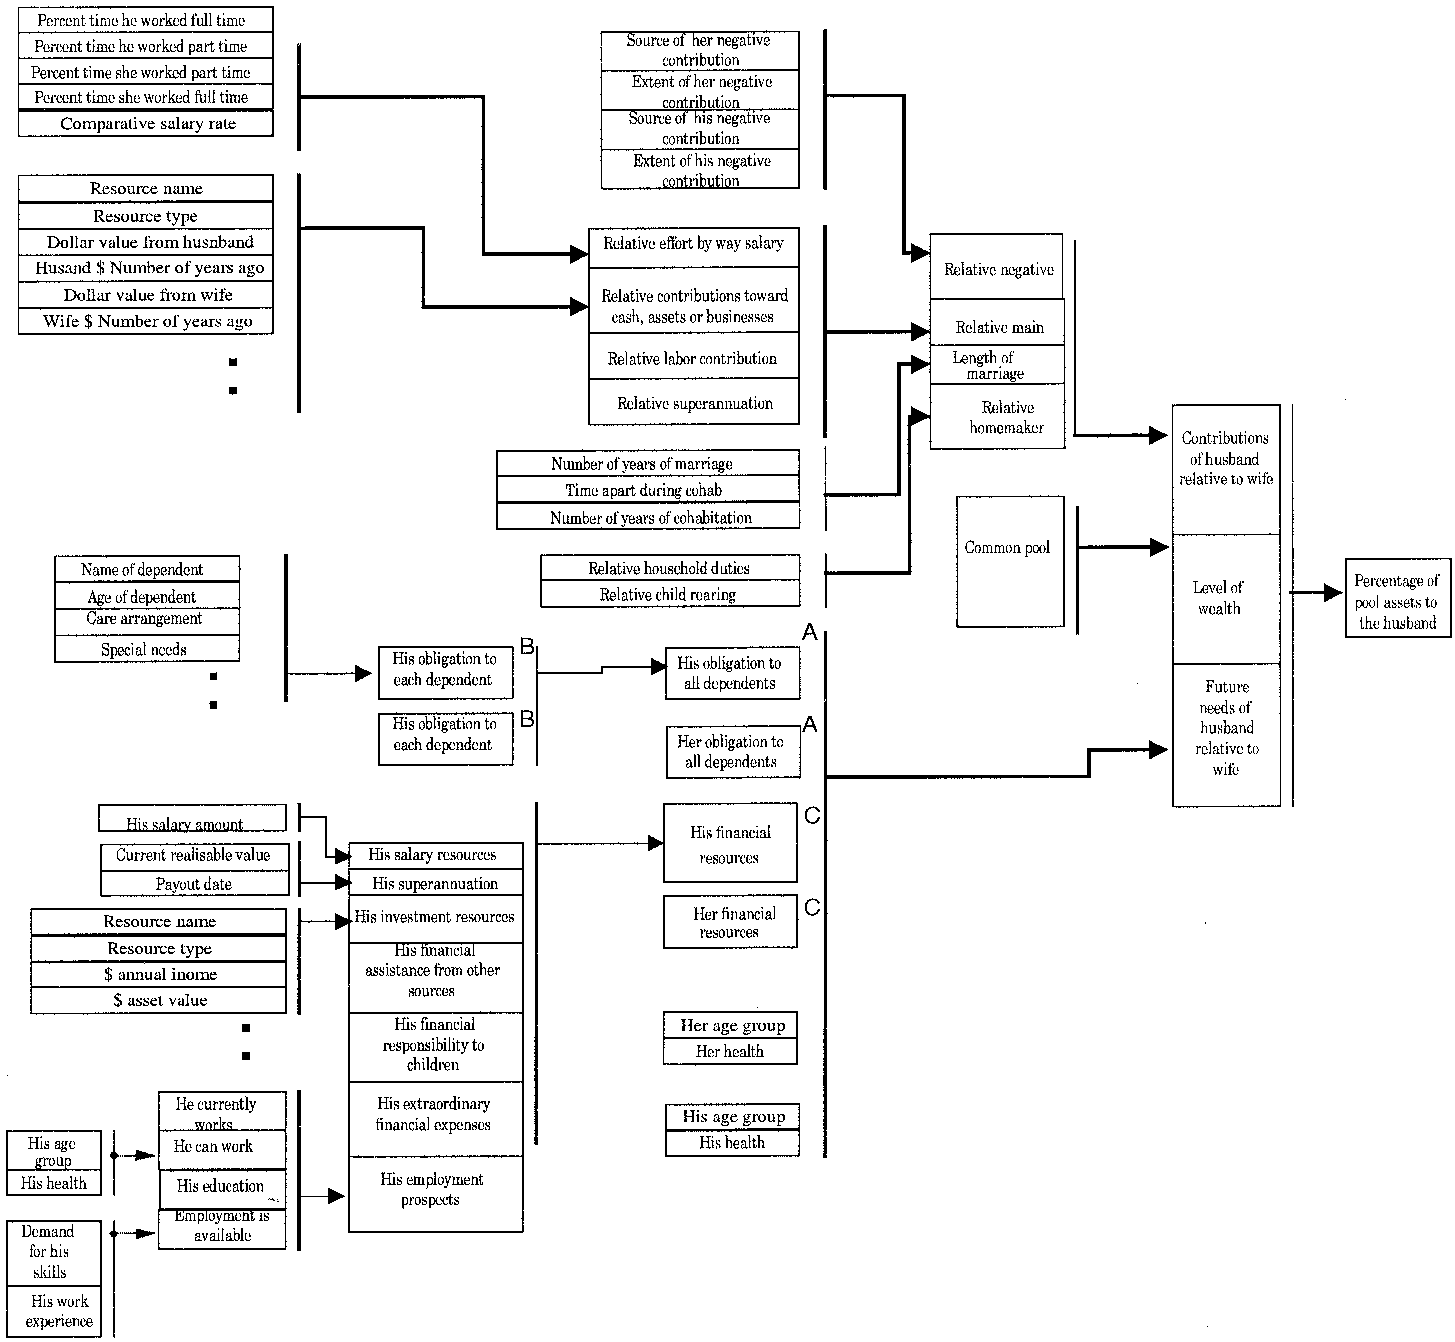 Percent time he worked full time
Percent time he worked part time
Percent time she worked part time
Percent time she worked full time
Comparative salary rate
Resource name
Resource type
Dollar value from husnband
Husand $ Number of years ago
Dollar value from wife
Wife $ Number of years ago
Source of her negative
contribution
Extent of her negative
contribution
Source of his negative
contribution
Extent of his negative
contribution
Relative effort by way salary
Relative contributions toward
cash, assets or businesses
Relative labor contribution
Relative superannuation
Relative negative
Relative main
Length of
marriage
Relative
homemaker
Number of years of marriage
Time apart during cohab
Number of years of cohabitation
Relative household duties
Relative child rearing
Common pool
Contributions
of husband
relative to wife
Level of
wealth
Future
needs of
husband
relative to
wife
Percentage of
pool assets to
the husband
Name of dependent
Age of dependent
Care arrangement
Special needs
His obligation to
each dependent
B
His obligation to
each dependent
B
His obligation to
all dependents
A
Her obligation to
all dependents
A
His salary amount
Current realisable value
Payout date
Resource name
Resource type
$ annual inome
$ asset value
His salary resources
His superannuation
His investment resources
His financial
assistance from other
sources
His financial
responsibility to
children
His extraordinary
financial expenses
His employment
prospects
His financial
resources
C
Her financial
resources
C
Her age group
Her health
His age group
His health
He currently
works
He can work
His education
Employment is
available
His age
group
His health
Demand
for his
skills
His work
experience